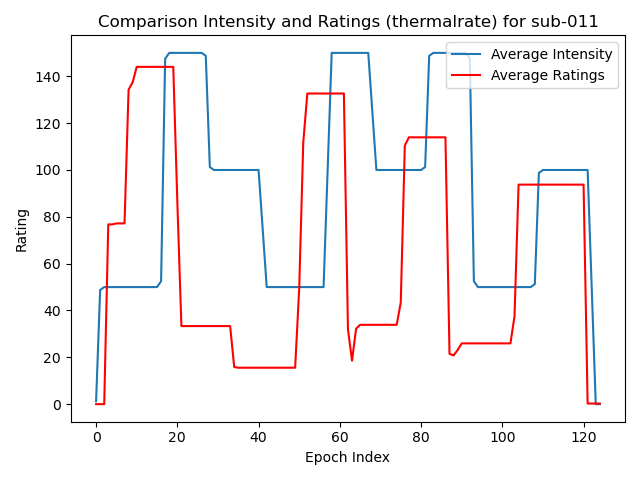 Comparison Intensity and Ratings (thermalrate) for sub-011
Average Intensity
Average Ratings
Rating
140
120
100
80
60
40
20
0
0 20 40 60 80 100 120
Epoch Index